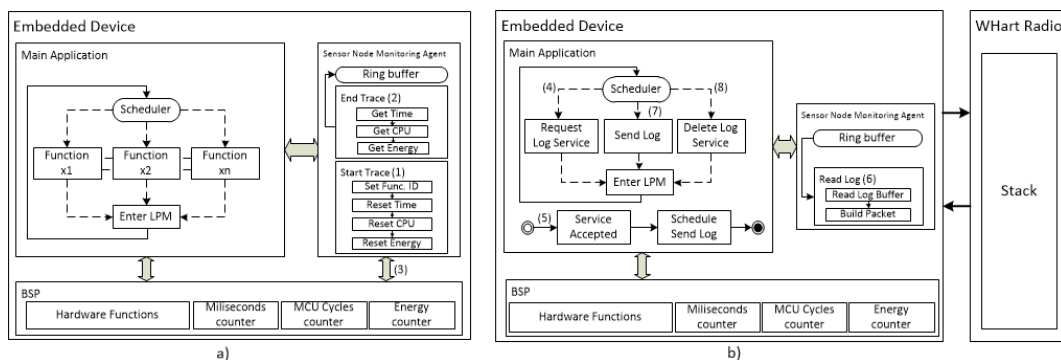 Embedded Device
Main Application
Scheduler
Function
x1
Function
x2
Function
xn
Enter LPM
Sensor Node Monitoring Agent
Ring buffer
End Trace (2)
Get Time
Get CPU
Get Energy
Start Trace (1)
Set Func. ID
Reset Time
Reset CPU
Reset Energy
(3)
BSP
Hardware Functions
Miliseconds
counter
MCU Cycles
counter
Energy
counter
a)
Embedded Device
Main Application
Scheduler
(4)
(7)
(8)
Request
Log Service
Send Log
Delete Log
Service
Enter LPM
(5)
Service
Accepted
Schedule
Send Log
Sensor Node Monitoring Agent
Ring buffer
Read Log (6)
Read Log Buffer
Build Packet
BSP
Hardware Functions
Miliseconds
counter
MCU Cycles
counter
Energy
counter
b)
WHart Radio
Stack